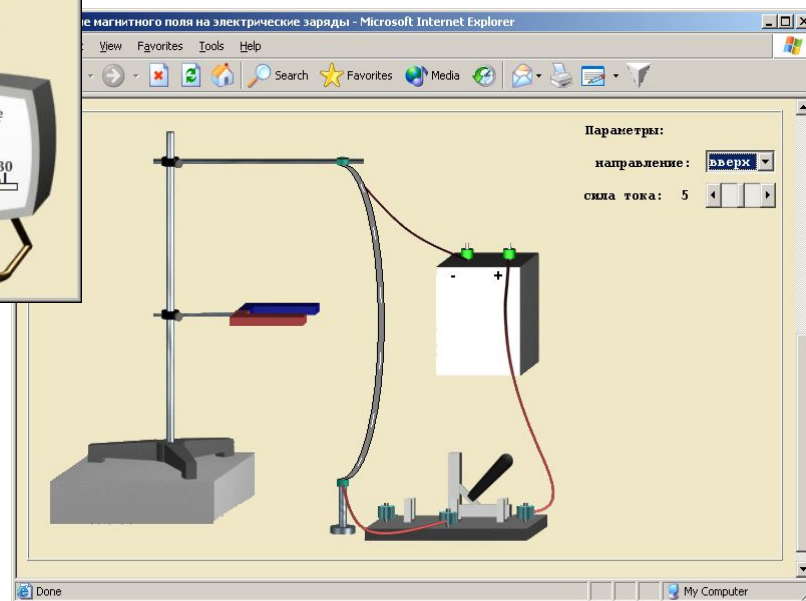 ие магнитного поля на электрические заряды - Microsoft Internet Explorer
View Favorites Tools Help
Search Favorites Media
Параметры:
направление: вверх
сила тока: 5
- +
30
Done My Computer